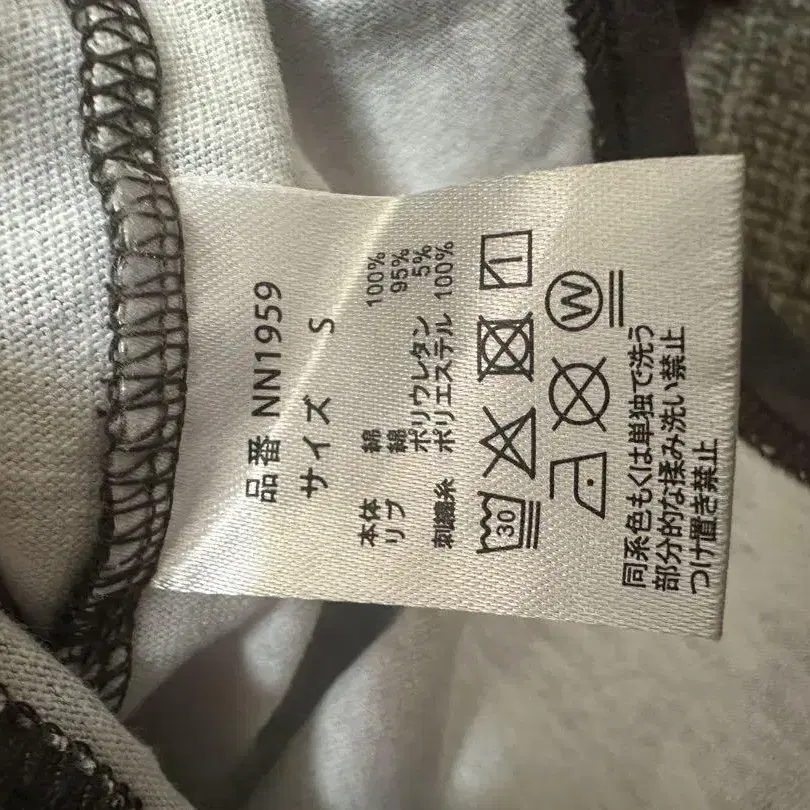 品番 NN1959
サイズ S
本体 綿 100%
リブ 綿 95%
ポリウレタン 5%
刺繍糸 ポリエステル 100%
30
W
同系色もくは単独で洗う
部分的な揉み洗い禁止
つけ置き禁止